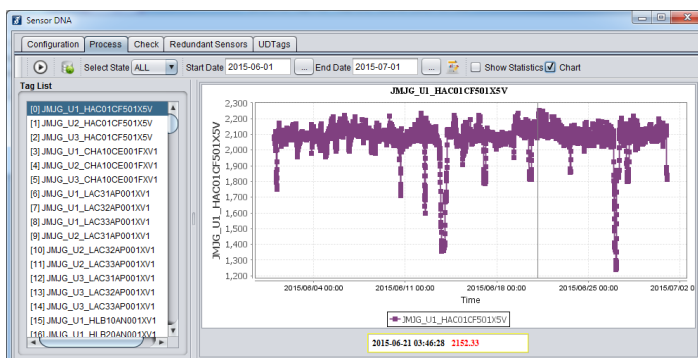 Sensor DNA
Configuration Process Check Redundant Sensors UDTags
Select State ALL Start Date 2015-06-01 ... End Date 2015-07-01 ... Show Statistics Chart
Tag List
[0] JMJG_U1_HAC01CF501X5V
[1] JMJG_U2_HAC01CF501X5V
[2] JMJG_U3_HAC01CF501X5V
[3] JMJG_U1_CHA10CE001FXV1
[4] JMJG_U2_CHA10CE001FXV1
[5] JMJG_U3_CHA10CE001FXV1
[6] JMJG_U1_LAC31AP001XV1
[7] JMJG_U1_LAC32AP001XV1
[8] JMJG_U1_LAC33AP001XV1
[9] JMJG_U2_LAC31AP001XV1
[10] JMJG_U2_LAC32AP001XV1
[11] JMJG_U2_LAC33AP001XV1
[12] JMJG_U3_LAC31AP001XV1
[13] JMJG_U3_LAC32AP001XV1
[14] JMJG_U3_LAC33AP001XV1
[15] JMJG_U1_HLB10AN001XV1
[16] JMJG_U1_HLB20AN001XV1
JMJG_U1_HAC01CF501X5V
JMJG_U1_HAC01CF501X5V
2,300
2,200
2,100
2,000
1,900
1,800
1,700
1,600
1,500
1,400
1,300
1,200
2015/06/04 00:00 2015/06/11 00:00 2015/06/18 00:00 2015/06/25 00:00 2015/07/02 0
Time
JMJG_U1_HAC01CF501X5V
2015-06-21 03:46:28 2152.33